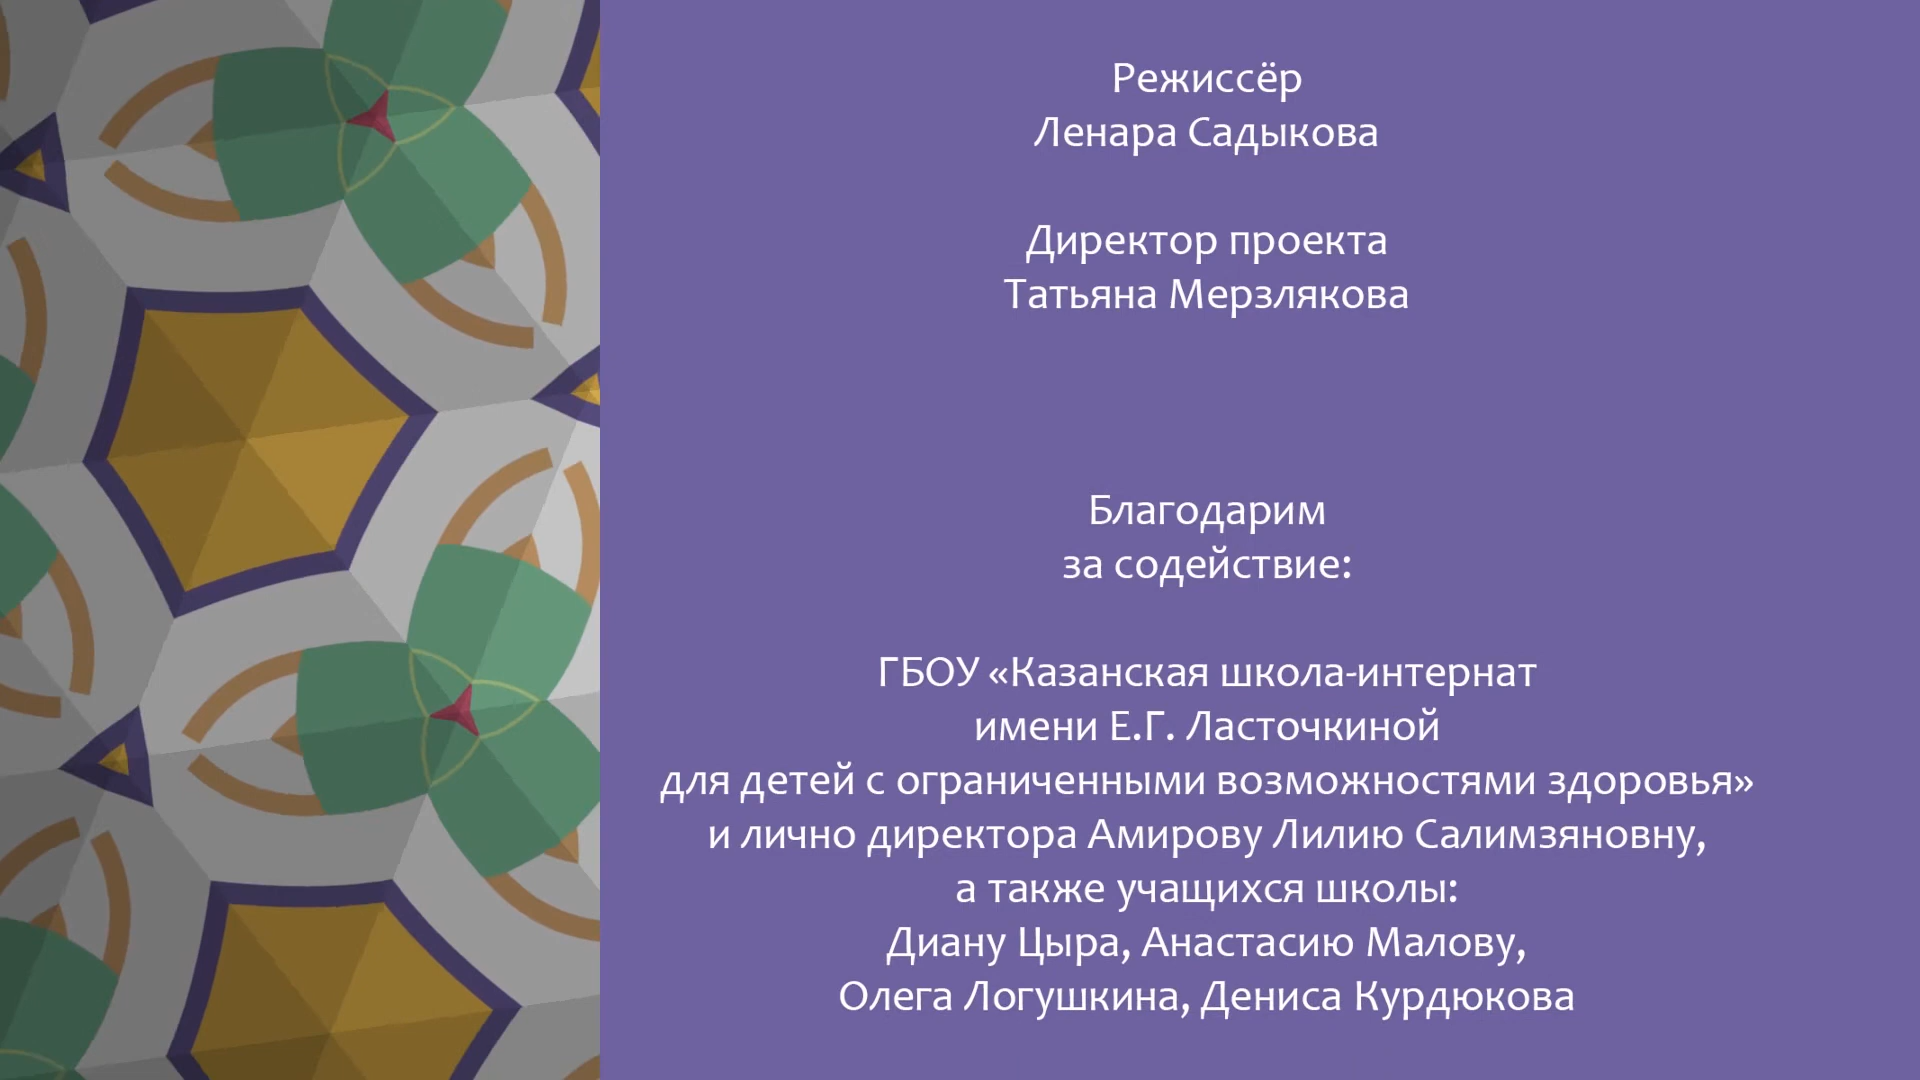 Режиссёр
Ленара Садыкова
Директор проекта
Татьяна Мерзлякова
Благодарим
за содействие:
ГБОУ «Казанская школа-интернат
имени Е.Г. Ласточкиной
для детей с ограниченными возможностями здоровья»
и лично директора Амирову Лилию Салимзяновну,
а также учащихся школы:
Диану Цыра, Анастасию Малову,
Олега Логушкина, Дениса Курдюкова